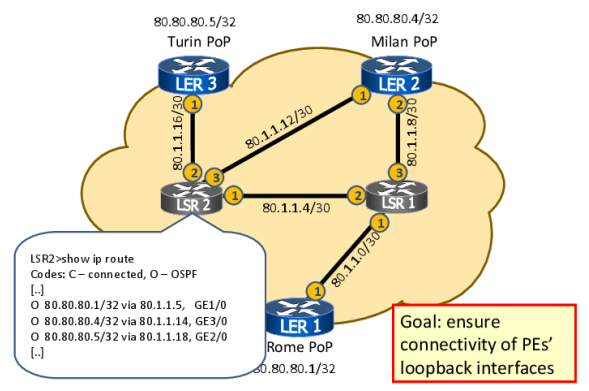 80.80.80.5/32
80.80.80.4/32
Turin PoP
Milan PoP
LER 3
LER 2
1
1
2
80.1.1.16/30
80.1.1.12/30
80.1.1.8/30
2
3
3
LSR 2
1
2
LSR 1
80.1.1.4/30
1
80.1.1.0/30
LSR2>show ip route
Codes: C – connected, O – OSPF
[..]
O 80.80.80.1/32 via 80.1.1.5, GE1/0
O 80.80.80.4/32 via 80.1.1.14, GE3/0
O 80.80.80.5/32 via 80.1.1.18, GE2/0
[..]
1
LER 1
Rome PoP
80.80.80.1/32
Goal: ensure
connectivity of PEs’
loopback interfaces